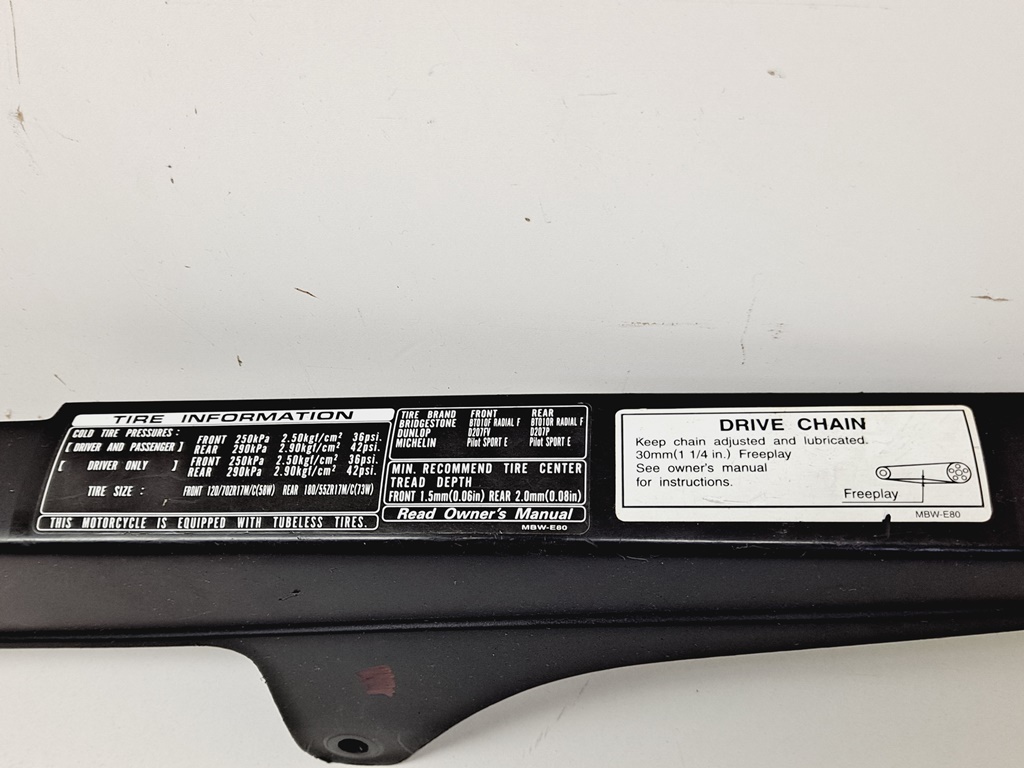 TIRE INFORMATION
COLD TIRE PRESSURES :
[ DRIVER AND PASSENGER ] FRONT 250kPa 2.50kgf/cm² 36psi.
REAR 290kPa 2.90kgf/cm² 42psi.
[ DRIVER ONLY ] FRONT 250kPa 2.50kgf/cm² 36psi.
REAR 290kPa 2.90kgf/cm² 42psi.
TIRE SIZE : FRONT 120/70ZR17M/C(58W) REAR 180/55ZR17M/C(73W)
THIS MOTORCYCLE IS EQUIPPED WITH TUBELESS TIRES.
TIRE BRAND FRONT REAR
BRIDGESTONE BT010F RADIAL F BT010R RADIAL F
DUNLOP D207FV D207P
MICHELIN Pilot SPORT E Pilot SPORT E
MIN. RECOMMEND TIRE CENTER
TREAD DEPTH
FRONT 1.5mm(0.06in) REAR 2.0mm(0.08in)
Read Owner's Manual
MBW-E80
DRIVE CHAIN
Keep chain adjusted and lubricated.
30mm(1 1/4 in.) Freeplay
See owner's manual
for instructions.
Freeplay
MBW-E80